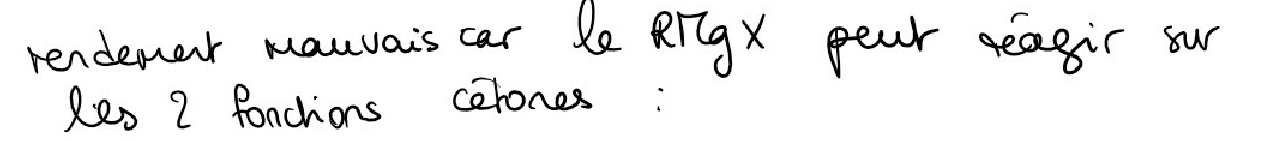 rendement mauvais car le RMgX peut réagir sur
les 2 fonctions cétones :